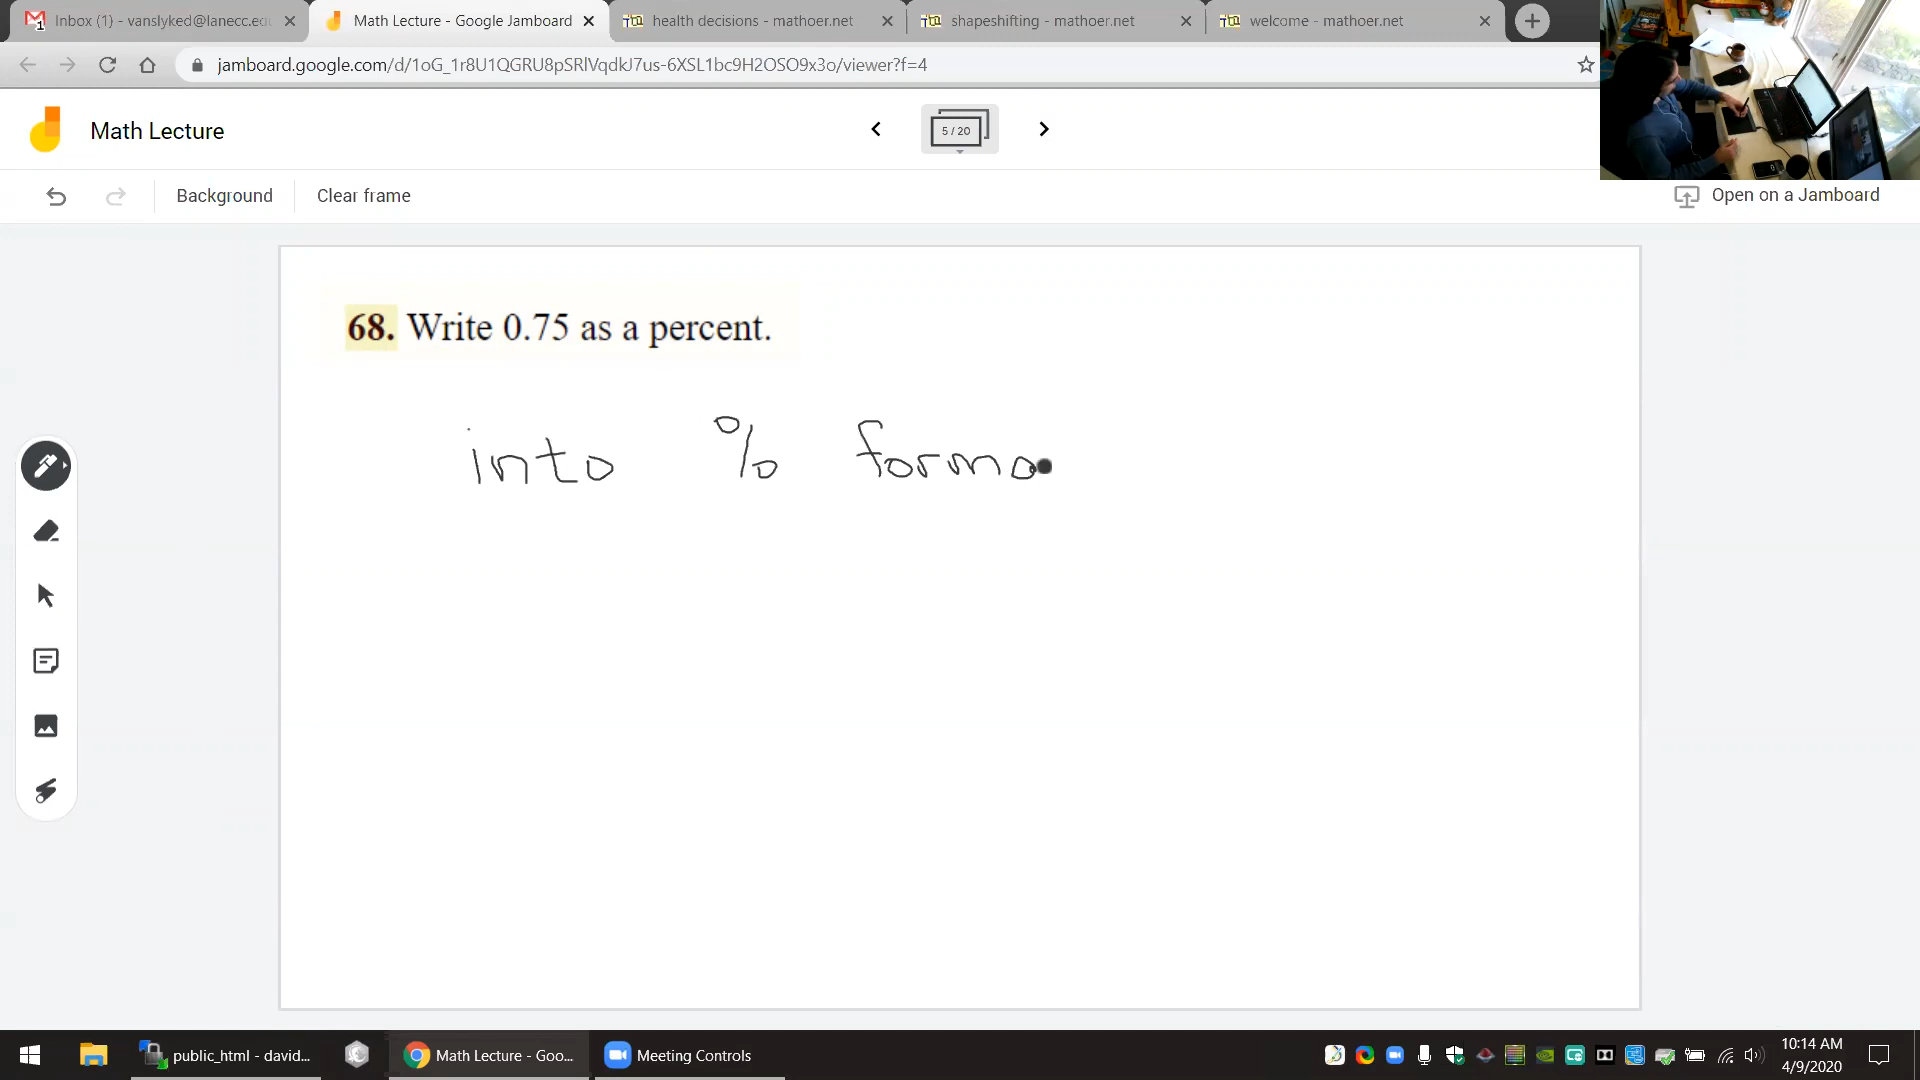 Inbox (1) - vanslyked@lanecc.edu
Math Lecture - Google Jamboard
health decisions - mathoer.net
shapeshifting - mathoer.net
welcome - mathoer.net
jamboard.google.com/d/1oG_1r8U1QGRU8pSRlVqdkJ7us-6XSL1bc9H2OSO9x3o/viewer?f=4
Math Lecture
5 / 20
Background
Clear frame
Open on a Jamboard
68. Write 0.75 as a percent.
into % forma
public_html - david...
Math Lecture - Goo...
Meeting Controls
10:14 AM
4/9/2020